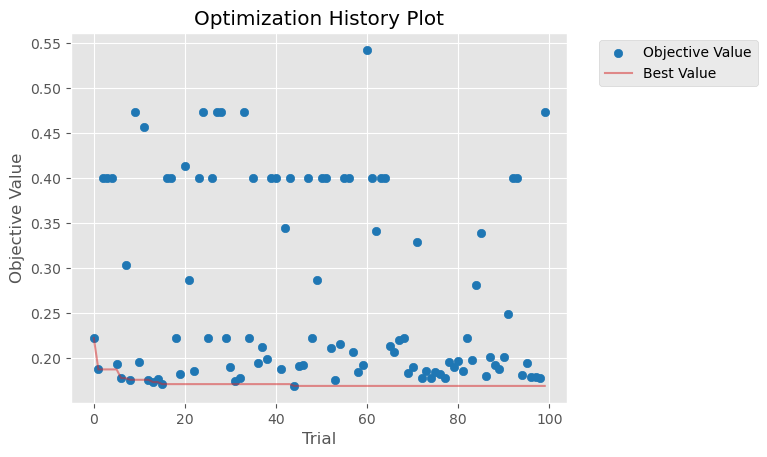 Optimization History Plot
Objective Value
Best Value
0.55
0.50
0.45
0.40
0.35
0.30
0.25
0.20
Objective Value
0
20
40
60
80
100
Trial